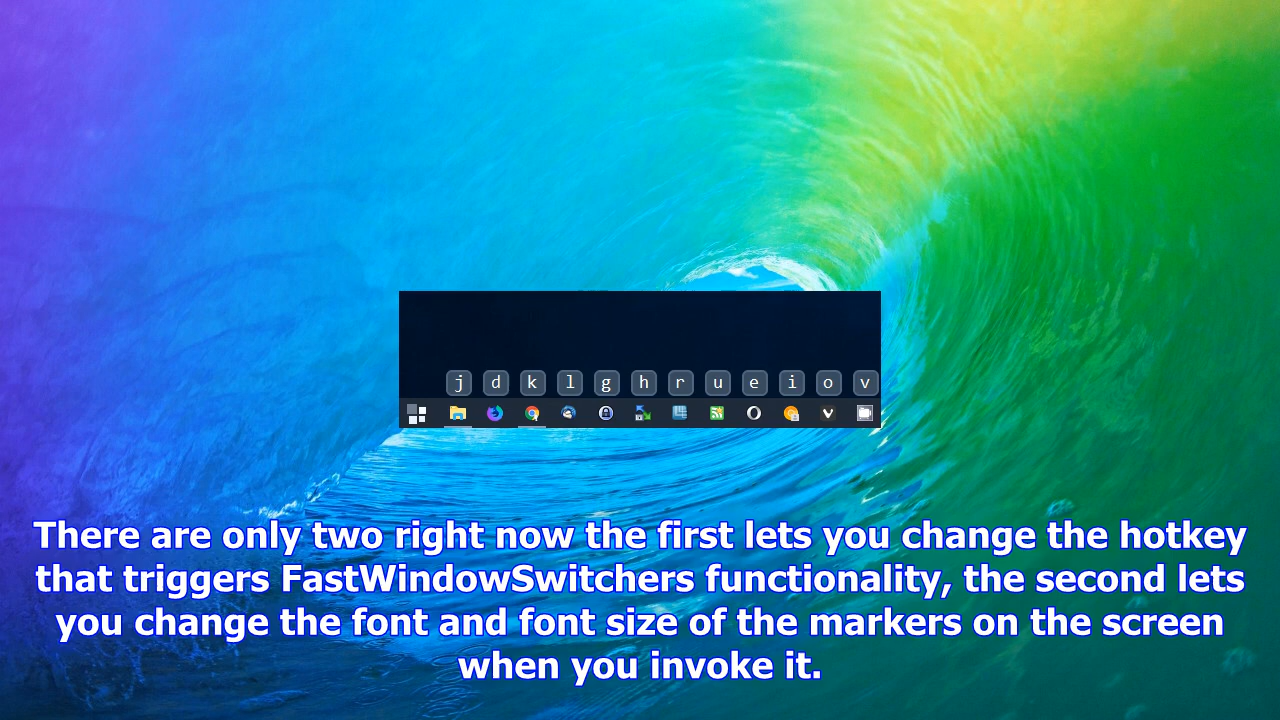 j d k l g h r u e i o v
There are only two right now the first lets you change the hotkey
that triggers FastWindowSwitchers functionality, the second lets
you change the font and font size of the markers on the screen
when you invoke it.